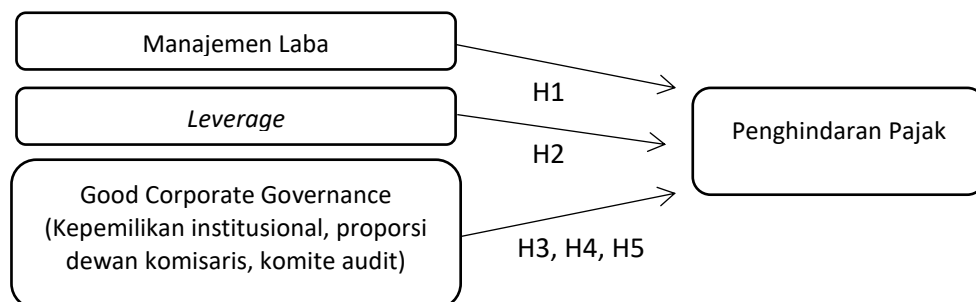 Manajemen Laba
H1
Leverage
H2
Penghindaran Pajak
Good Corporate Governance
(Kepemilikan institusional, proporsi
dewan komisaris, komite audit)
H3, H4, H5